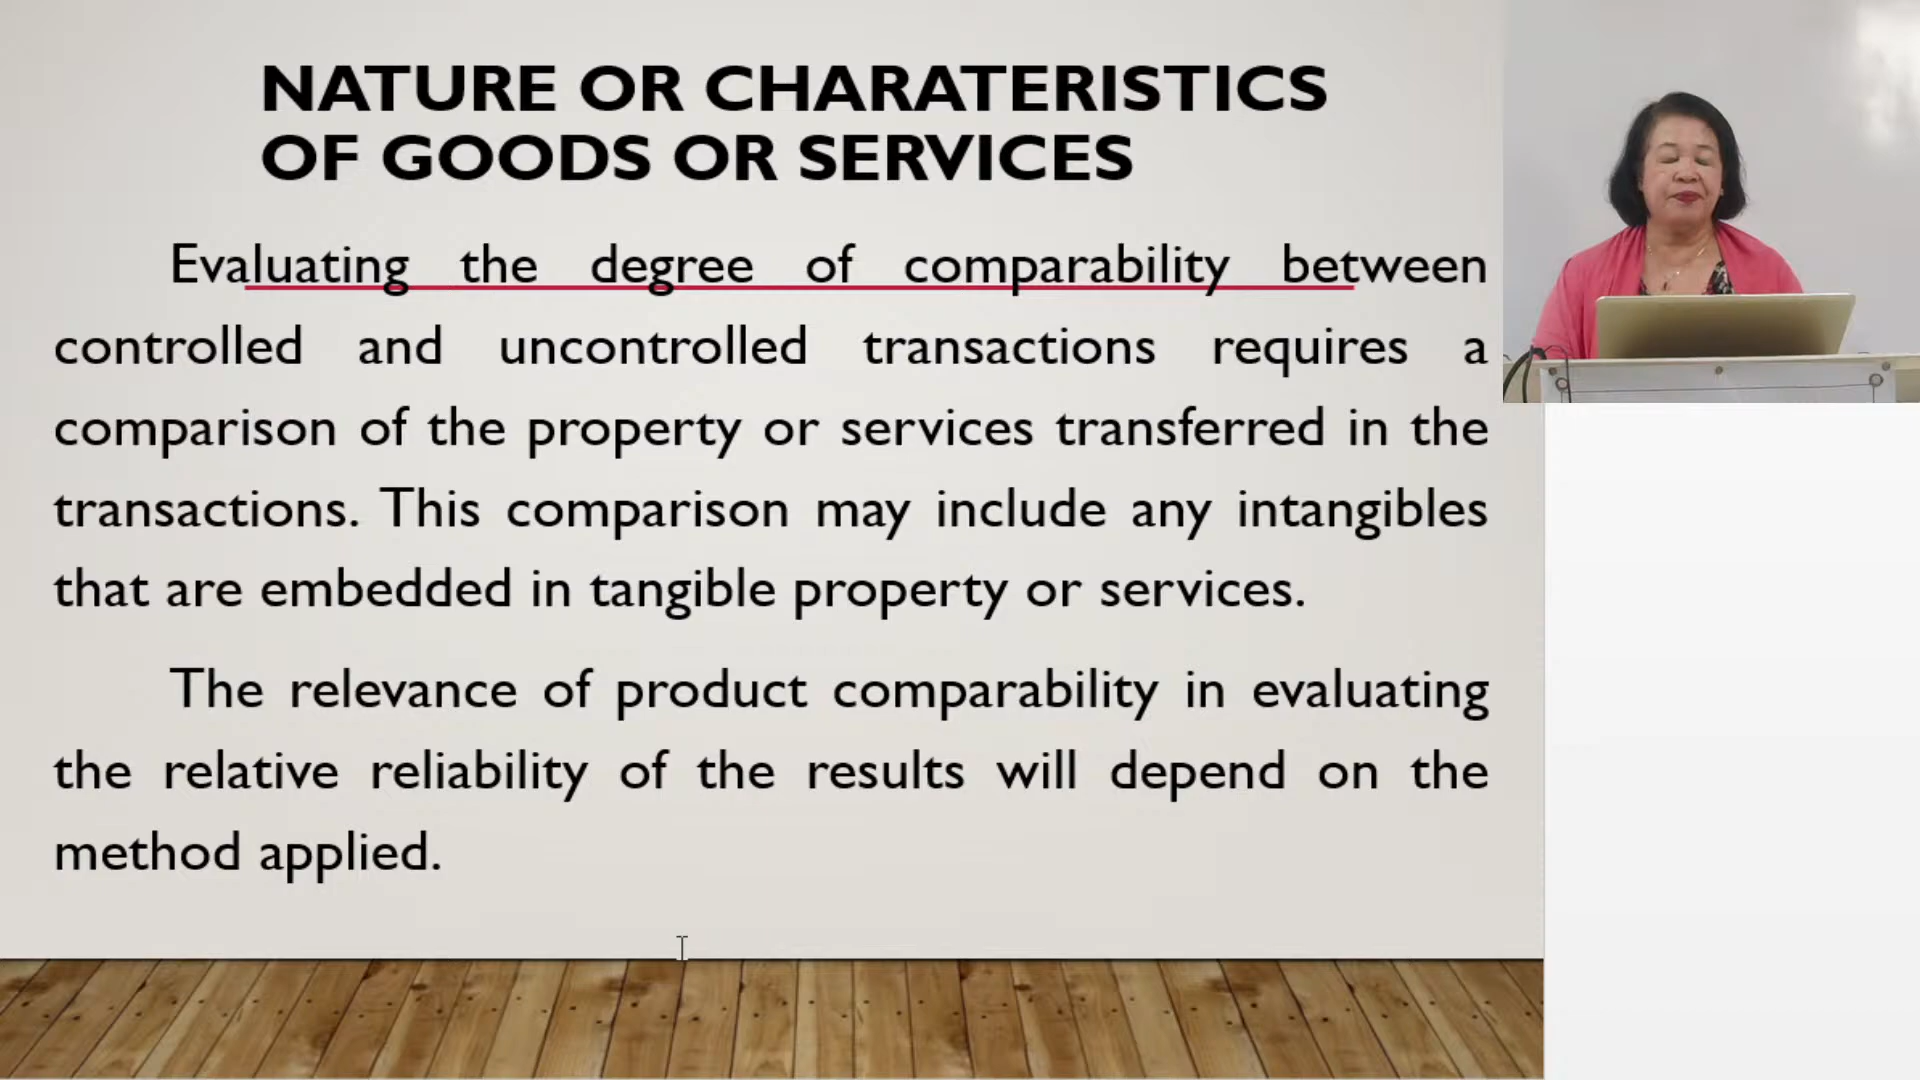 NATURE OR CHARATERISTICS
OF GOODS OR SERVICES
Evaluating the degree of comparability between
controlled and uncontrolled transactions requires a
comparison of the property or services transferred in the
transactions. This comparison may include any intangibles
that are embedded in tangible property or services.
The relevance of product comparability in evaluating
the relative reliability of the results will depend on the
method applied.